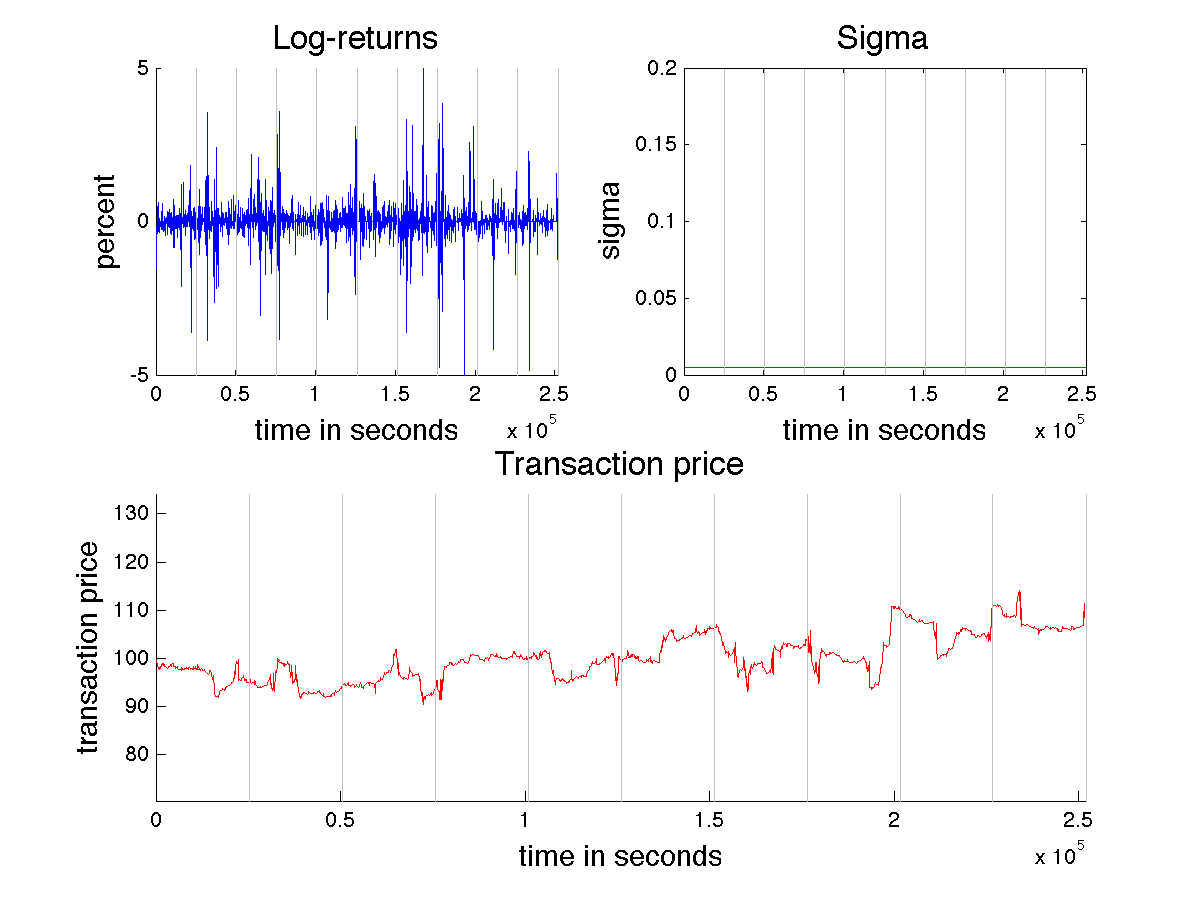 Log-returns
5
0
-5
percent
0 0.5 1 1.5 2 2.5
x 10^5
time in seconds
Sigma
0.2
0.15
0.1
0.05
0
sigma
0 0.5 1 1.5 2 2.5
x 10^5
time in seconds
Transaction price
130
120
110
100
90
80
transaction price
0 0.5 1 1.5 2 2.5
x 10^5
time in seconds